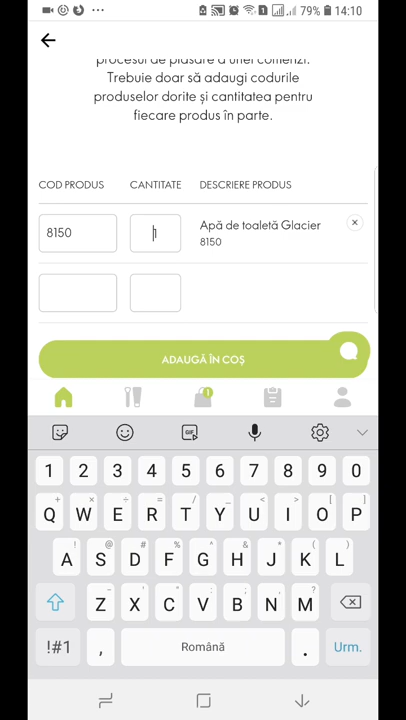 79% 14:10
procesul de plasare a unei comenzi.
Trebuie doar să adaugi codurile
produselor dorite și cantitatea pentru
fiecare produs în parte.
COD PRODUS CANTITATE DESCRIERE PRODUS
8150 1 Apă de toaletă Glacier
8150
ADAUGĂ ÎN COȘ
1
GIF
1 2 3 4 5 6 7 8 9 0
+ × ÷ = / _ < > [ ]
Q W E R T Y U I O P
! @ # % ^ & * ( )
A S D F G H J K L
- ' " : ; , ?
Z X C V B N M
!#1 , Română . Urm.